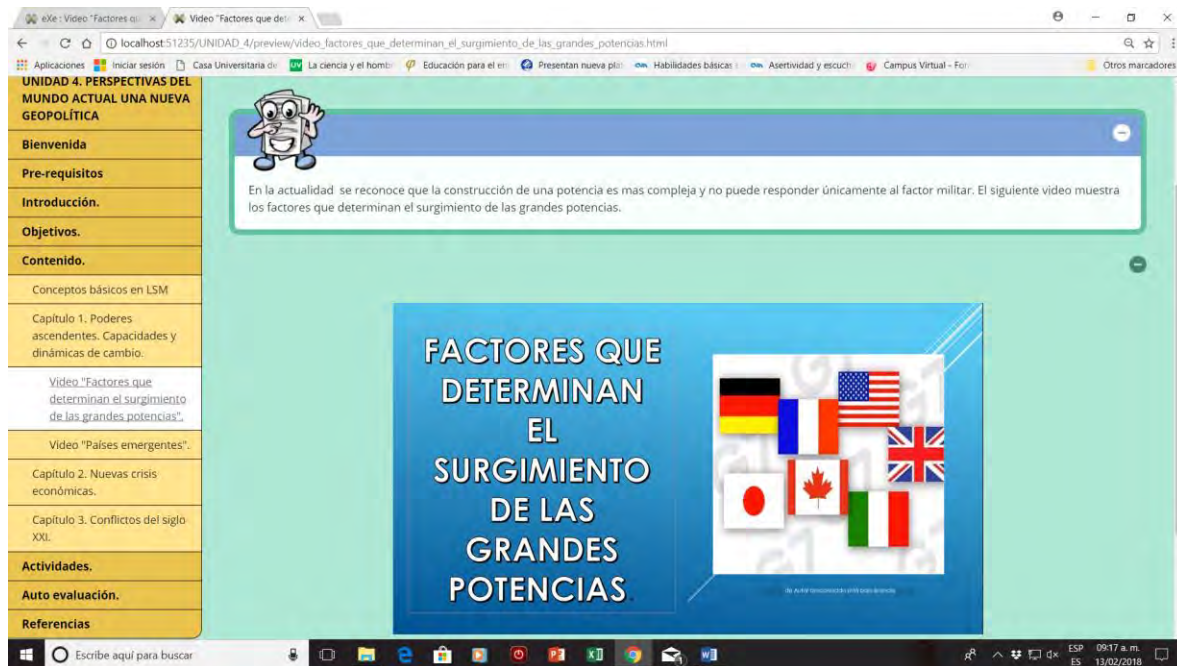 eXe : Video "Factores qu
Video "Factores que det
localhost:51235/UNIDAD_4/preview/video_factores_que_determinan_el_surgimiento_de_las_grandes_potencias.html
Aplicaciones
Iniciar sesión
Casa Universitaria de
La ciencia y el homb
Educación para el
Presentan nueva pla
Habilidades básicas
Asertividad y escuch
Campus Virtual - For
Otros marcadores
UNIDAD 4. PERSPECTIVAS DEL
MUNDO ACTUAL UNA NUEVA
GEOPOLÍTICA
Bienvenida
Pre-requisitos
Introducción.
Objetivos.
Contenido.
Conceptos básicos en LSM
Capítulo 1. Poderes
ascendentes. Capacidades y
dinámicas de cambio.
Video "Factores que
determinan el surgimiento
de las grandes potencias".
Video "Países emergentes".
Capítulo 2. Nuevas crisis
económicas.
Capítulo 3. Conflictos del siglo
XXI.
Actividades.
Auto evaluación.
Referencias
En la actualidad se reconoce que la construcción de una potencia es mas compleja y no puede responder únicamente al factor militar. El siguiente video muestra
los factores que determinan el surgimiento de las grandes potencias.
FACTORES QUE
DETERMINAN
EL
SURGIMIENTO
DE LAS
GRANDES
POTENCIAS.
G7
Escribe aquí para buscar
ESP
ES
09:17 a. m.
13/02/2018